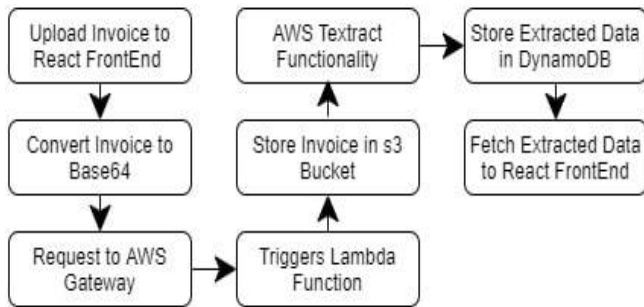 Upload Invoice to
React FrontEnd
Convert Invoice to
Base64
Request to AWS
Gateway
Triggers Lambda
Function
Store Invoice in s3
Bucket
AWS Textract
Functionality
Store Extracted Data
in DynamoDB
Fetch Extracted Data
to React FrontEnd